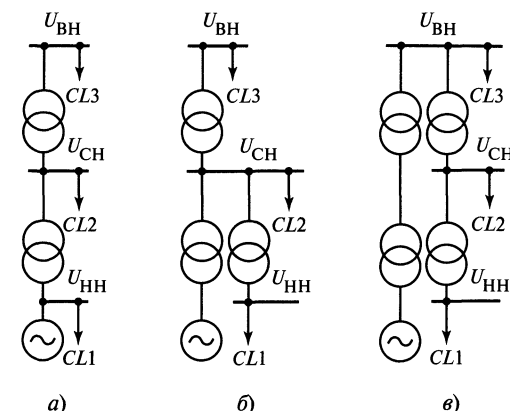 U_ВН
CL3
U_СН
CL2
U_НН
CL1
а)
U_ВН
CL3
U_СН
CL2
U_НН
CL1
б)
U_ВН
CL3
U_СН
CL2
U_НН
CL1
в)